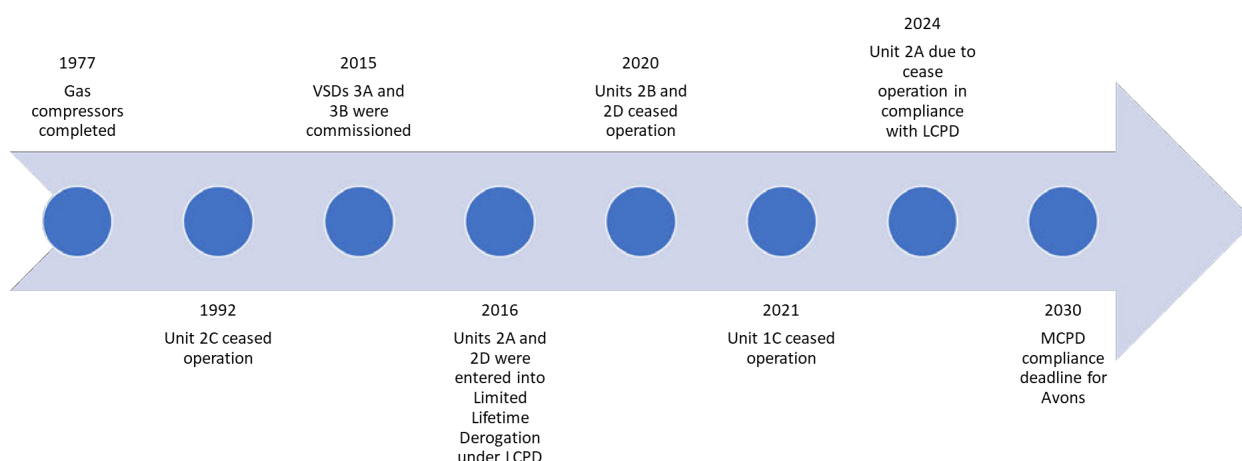 1977
Gas
compressors
completed
1992
Unit 2C ceased
operation
2015
VSDs 3A and
3B were
commissioned
2016
Units 2A and
2D were
entered into
Limited
Lifetime
Derogation
under LCPD
2020
Units 2B and
2D ceased
operation
2021
Unit 1C ceased
operation
2024
Unit 2A due to
cease
operation in
compliance
with LCPD
2030
MCPD
compliance
deadline for
Avons